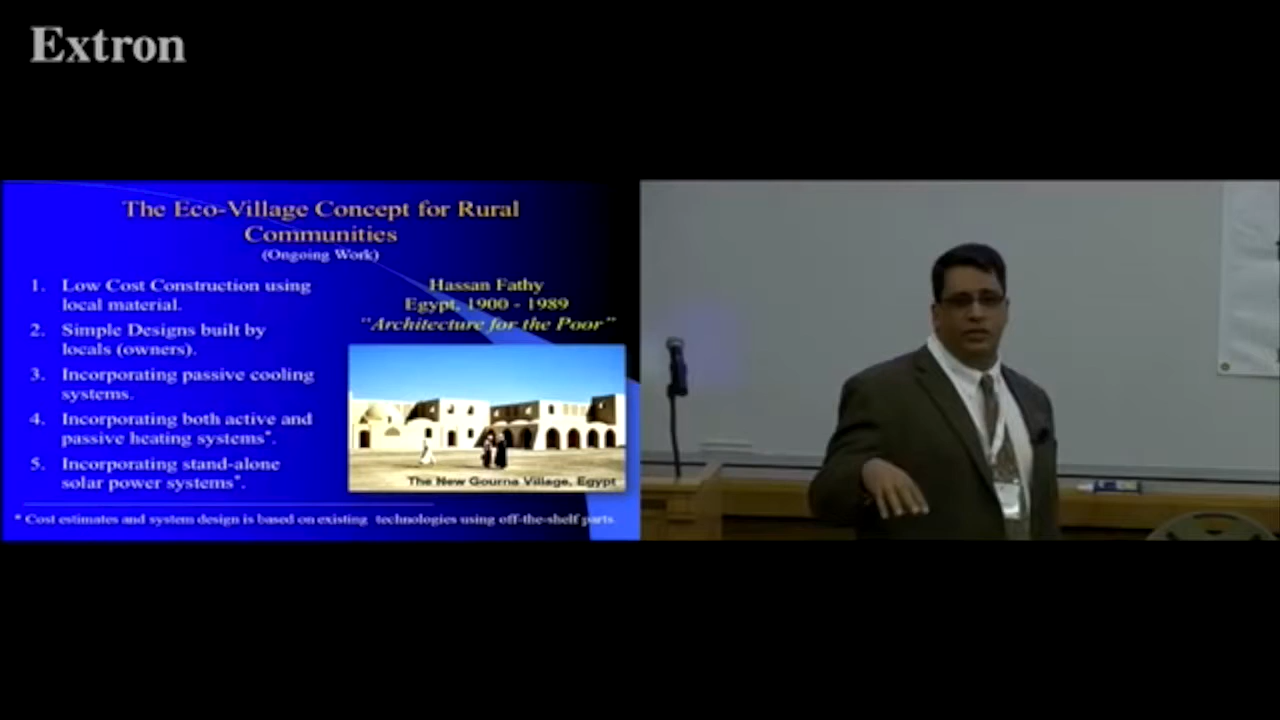 Extron
The Eco-Village Concept for Rural
Communities
(Ongoing Work)
1. Low Cost Construction using
local material.
2. Simple Designs built by
locals (owners).
3. Incorporating passive cooling
systems.
4. Incorporating both active and
passive heating systems*.
5. Incorporating stand-alone
solar power systems*.
Hassan Fathy
Egypt, 1900 - 1989
"Architecture for the Poor"
The New Gourna Village, Egypt
* Cost estimates and system design is based on existing technologies using off-the-shelf parts.